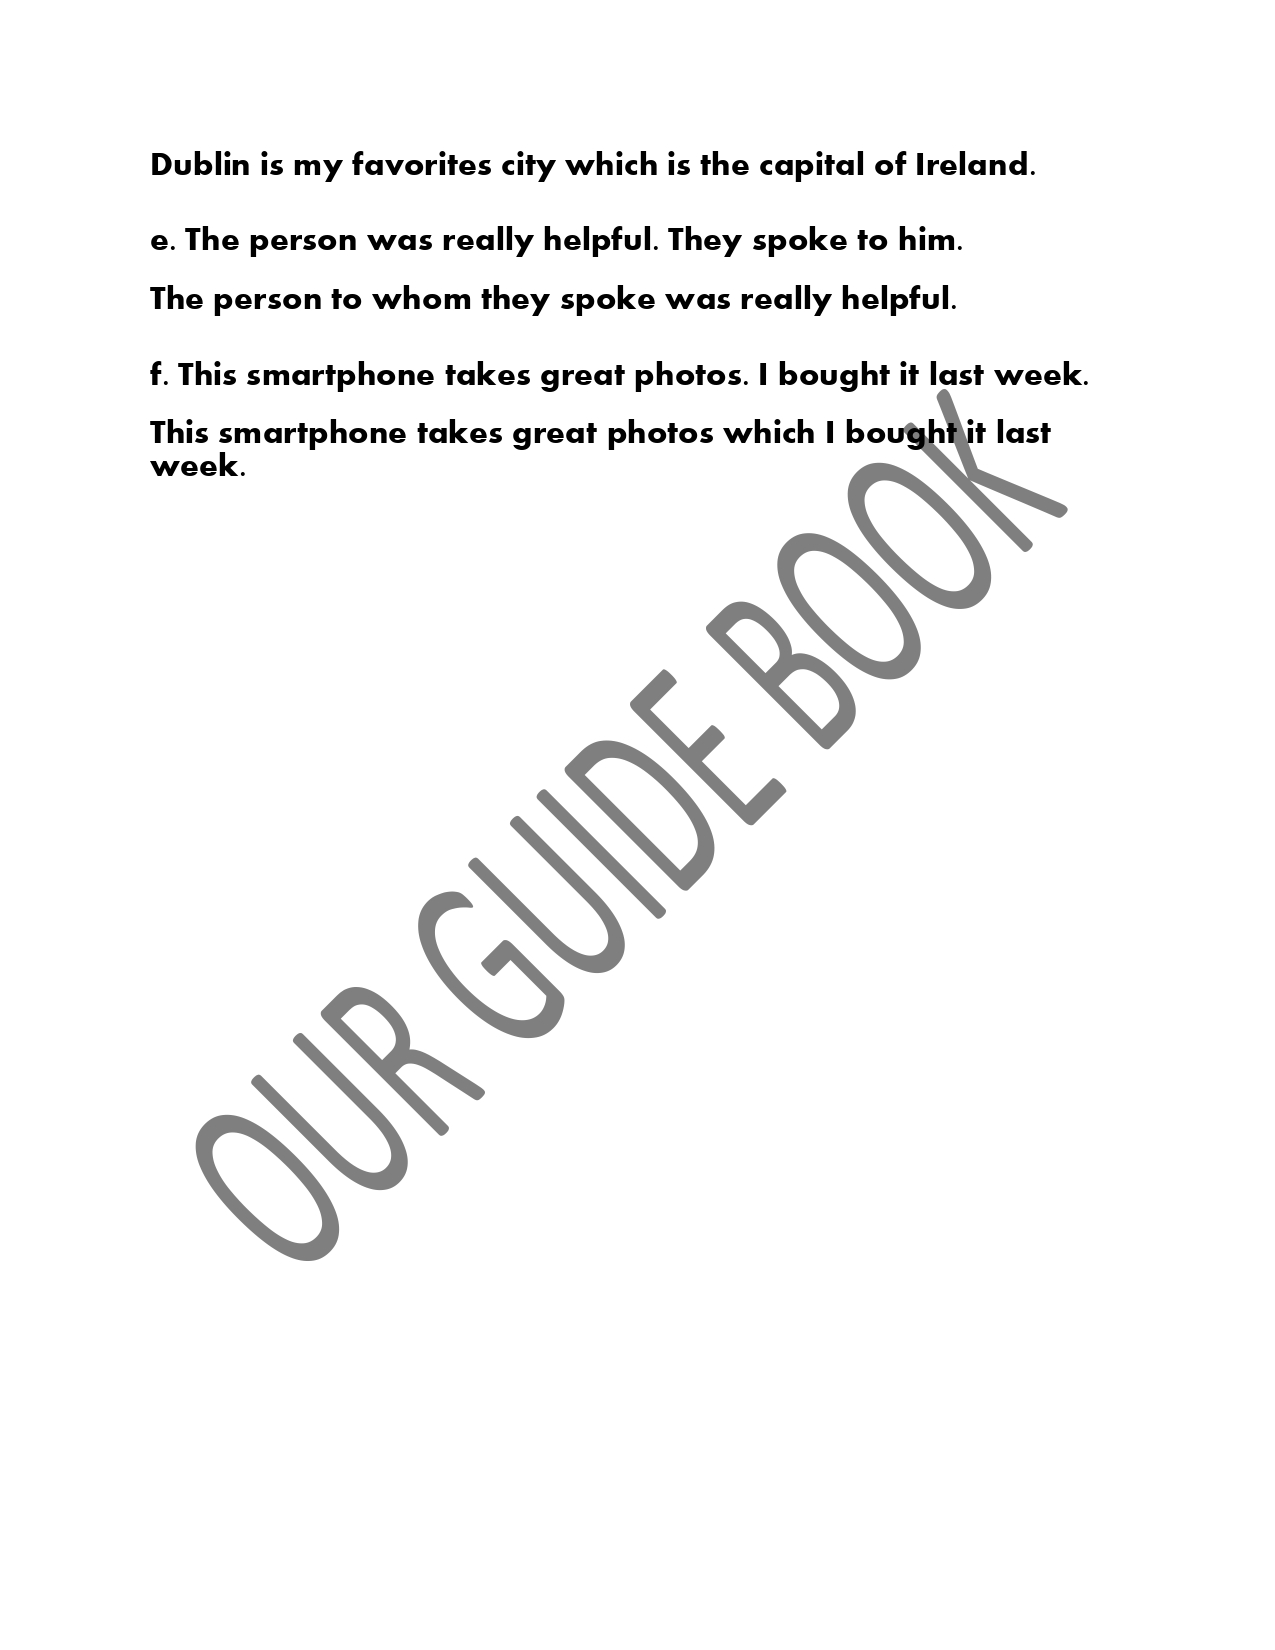 Dublin is my favorites city which is the capital of Ireland.
e. The person was really helpful. They spoke to him.
The person to whom they spoke was really helpful.
f. This smartphone takes great photos. I bought it last week.
This smartphone takes great photos which I bought it last
week.
OUR GUIDE BOOK